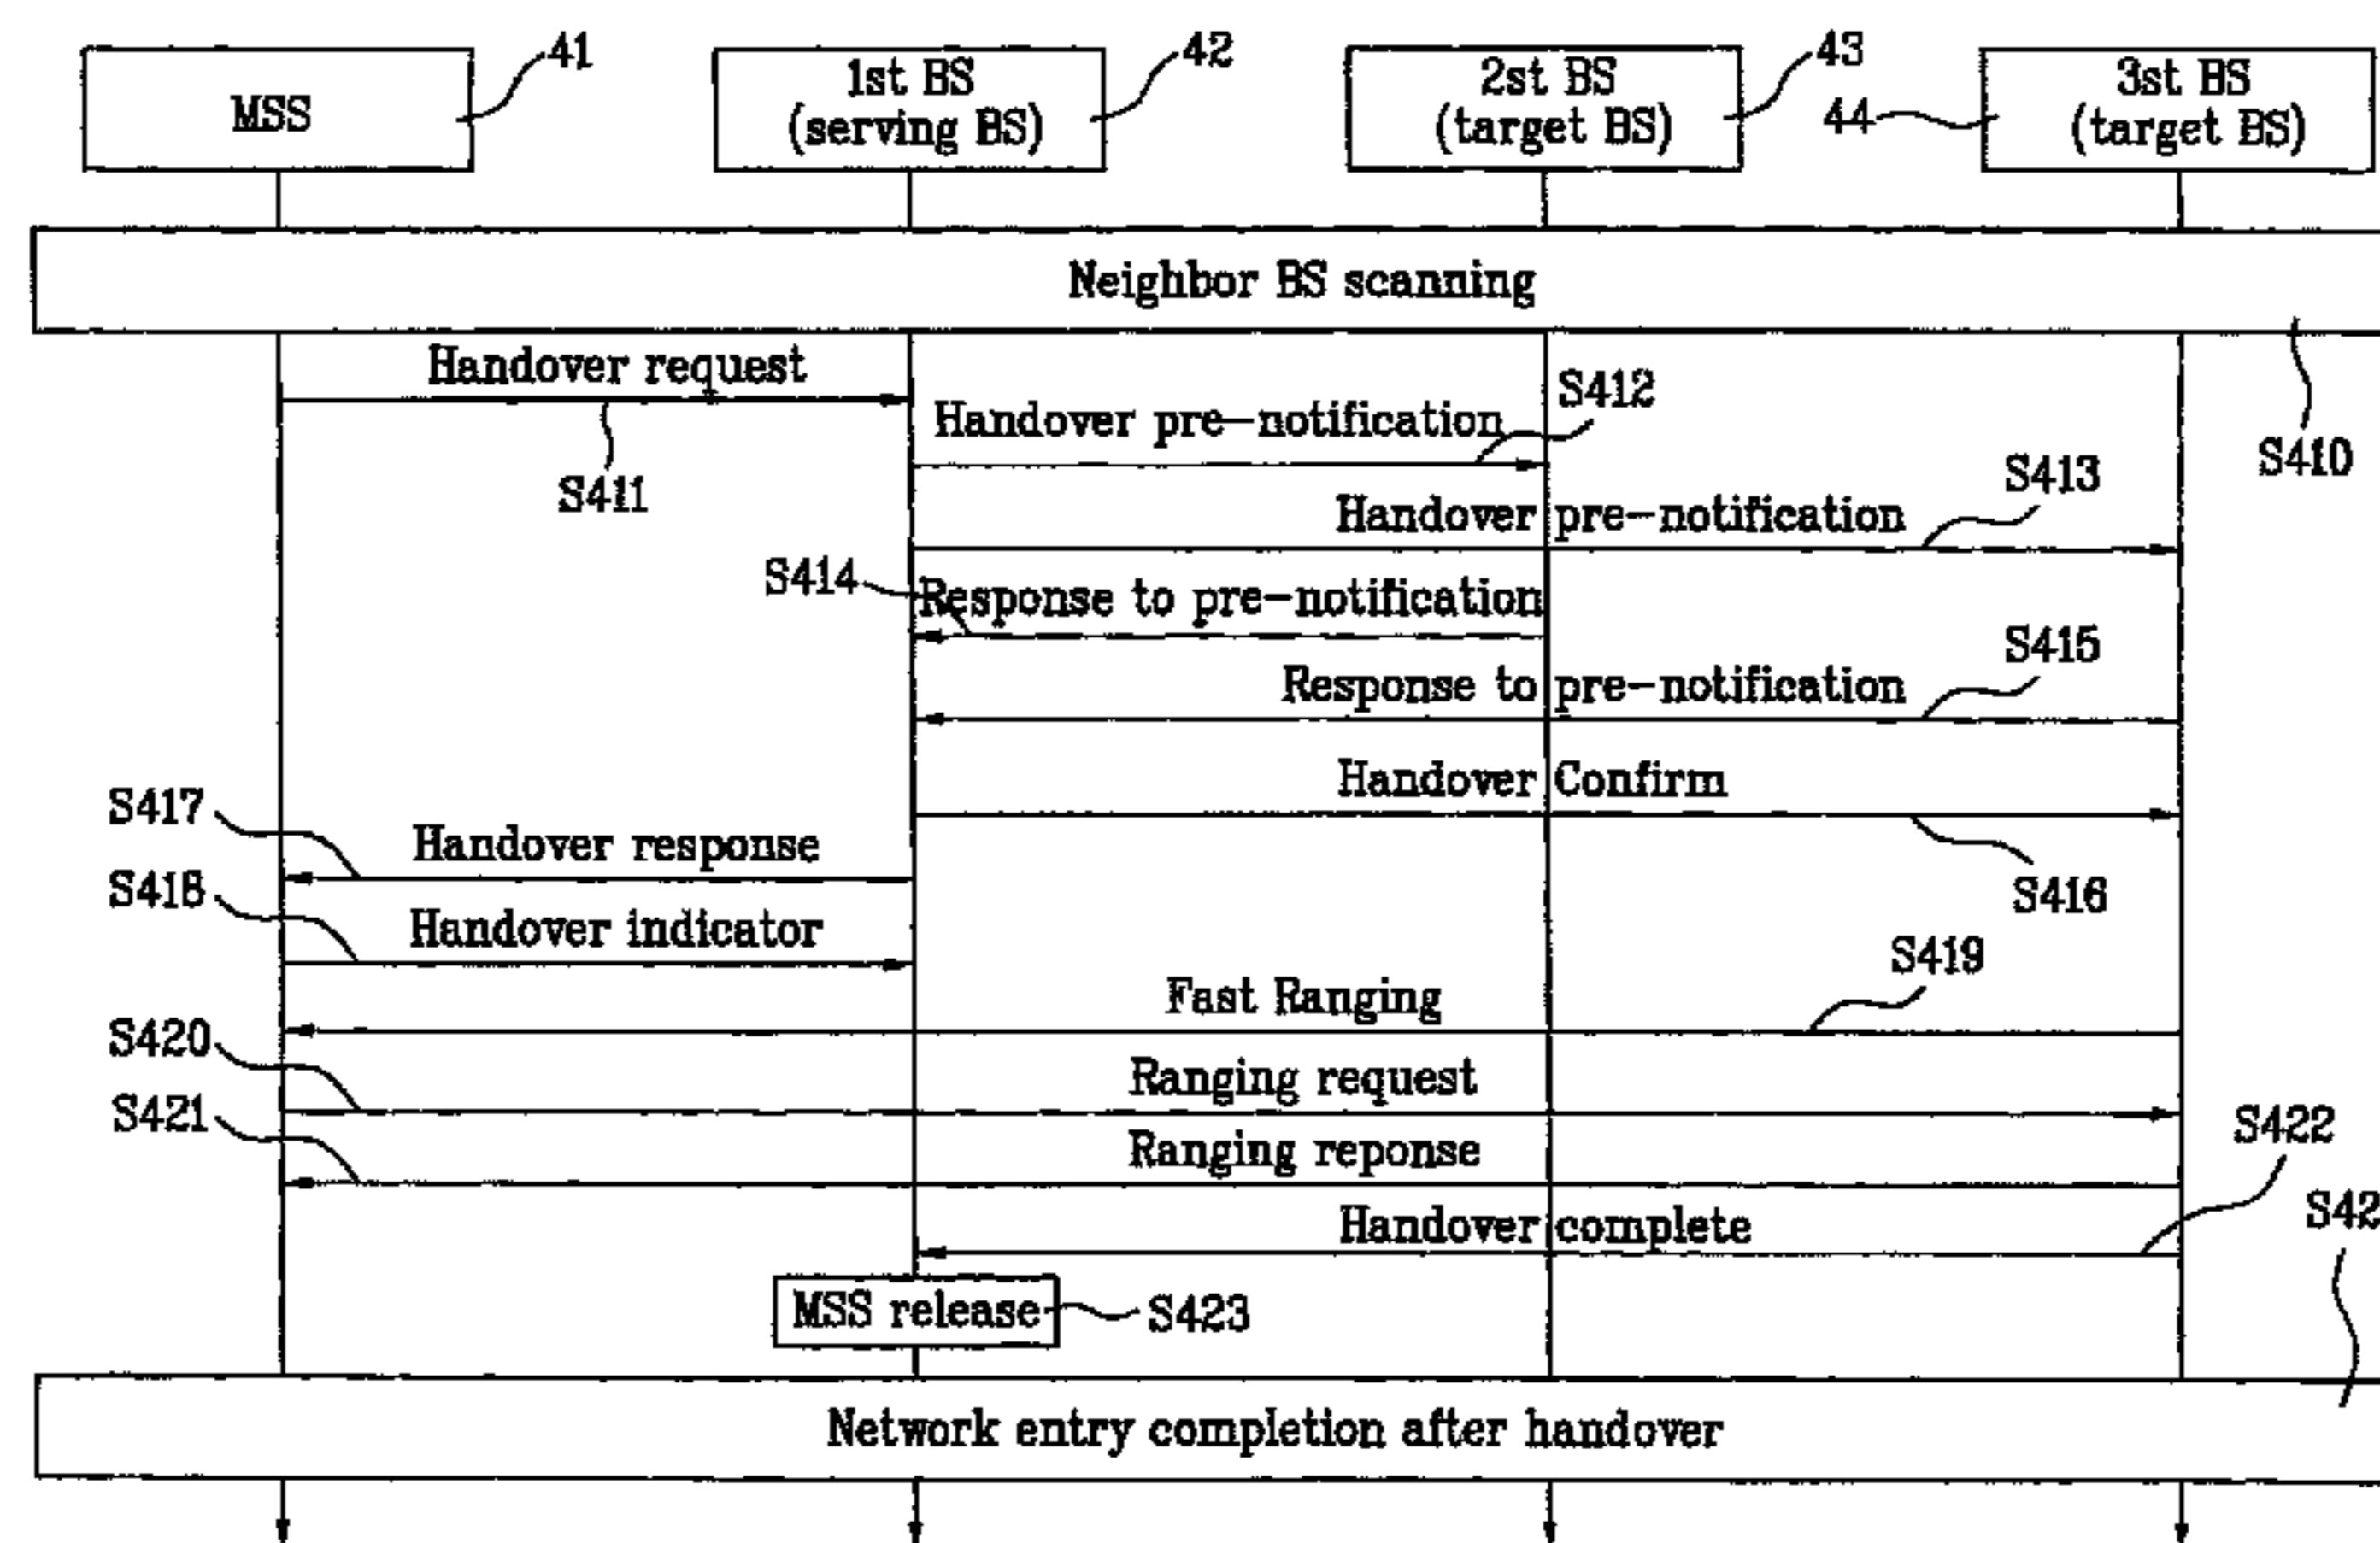 41
42
43
44
MSS
1st BS
(serving BS)
2st BS
(target BS)
3st BS
(target BS)
Neighbor BS scanning
S410
Handover request
S411
Handover pre-notification
S412
Handover pre-notification
S413
S414
Response to pre-notification
Response to pre-notification
S415
Handover Confirm
S416
S417
Handover response
S418
Handover indicator
Fast Ranging
S419
S420
Ranging request
S421
Ranging reponse
S422
Handover complete
S42
MSS release
S423
Network entry completion after handover